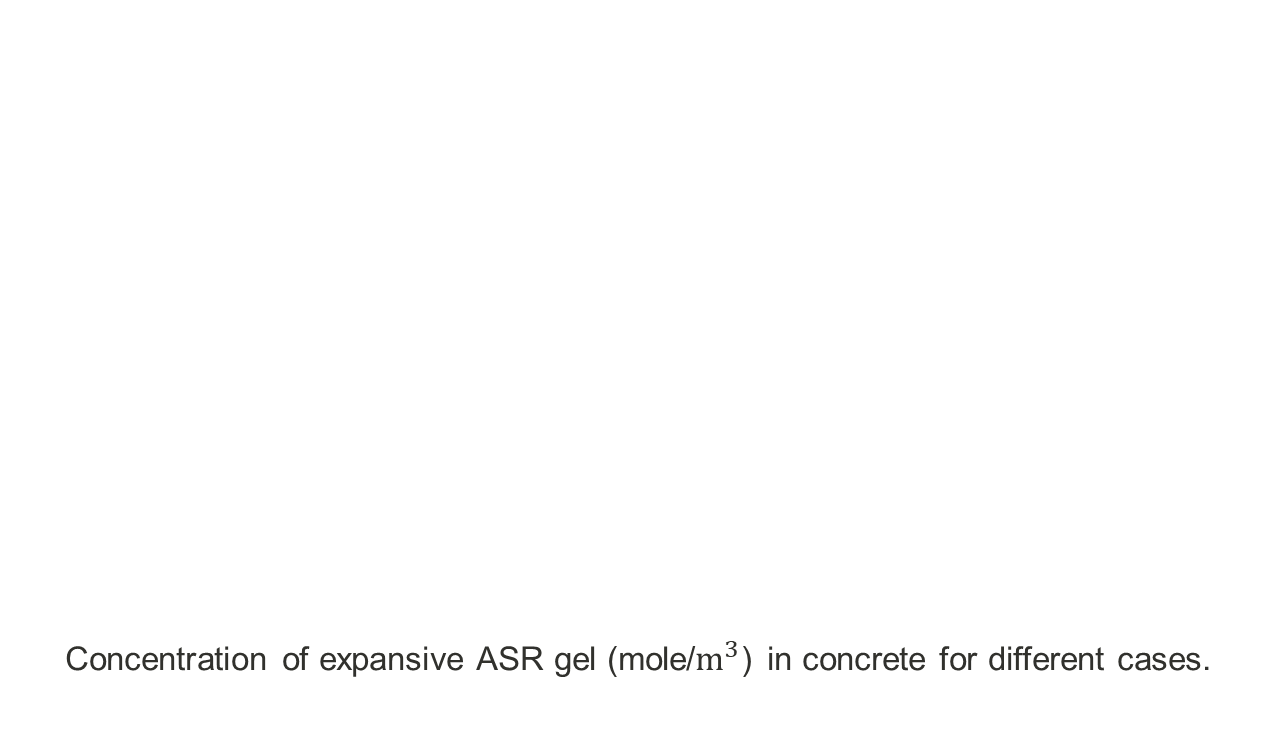 Concentration of expansive ASR gel (mole/m³) in concrete for different cases.